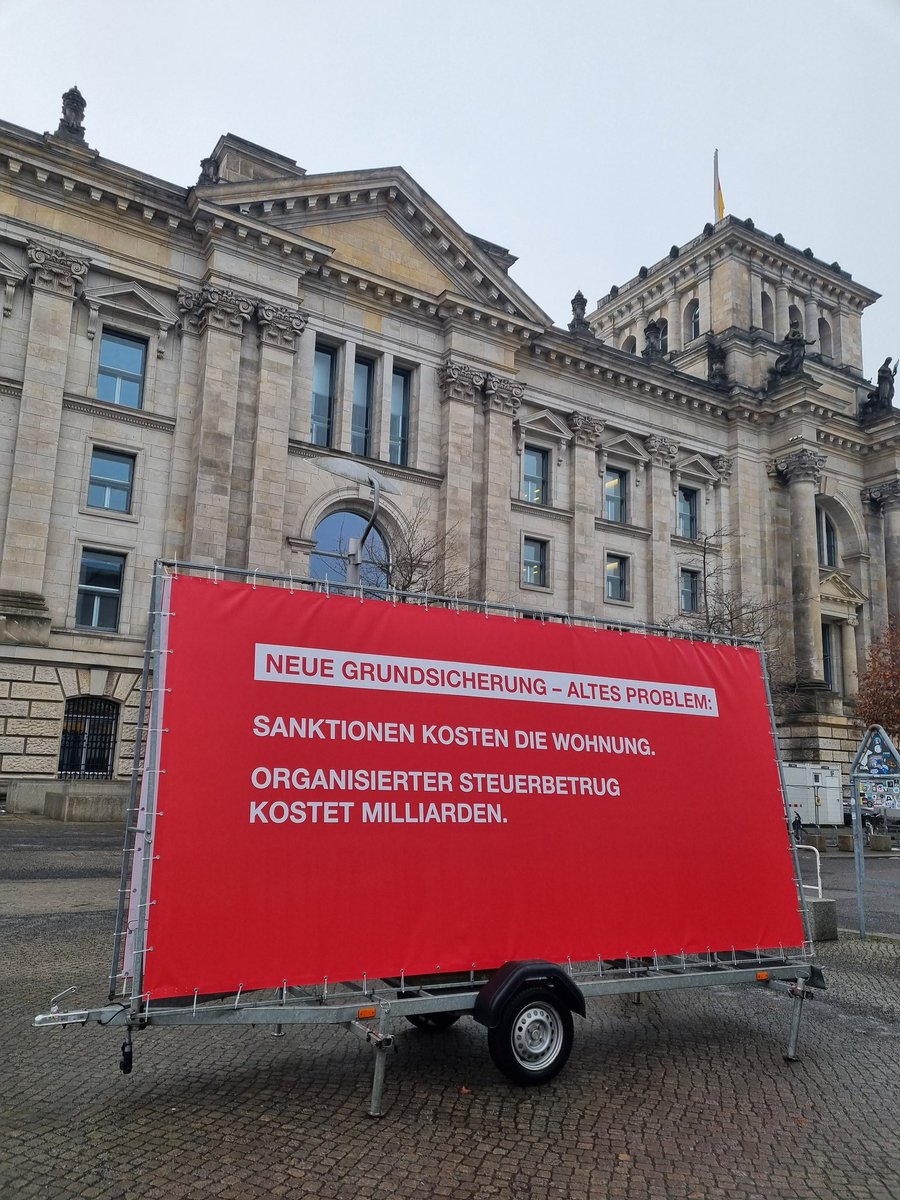 NEUE GRUNDSICHERUNG – ALTES PROBLEM:
SANKTIONEN KOSTEN DIE WOHNUNG.
ORGANISIERTER STEUERBETRUG
KOSTET MILLIARDEN.